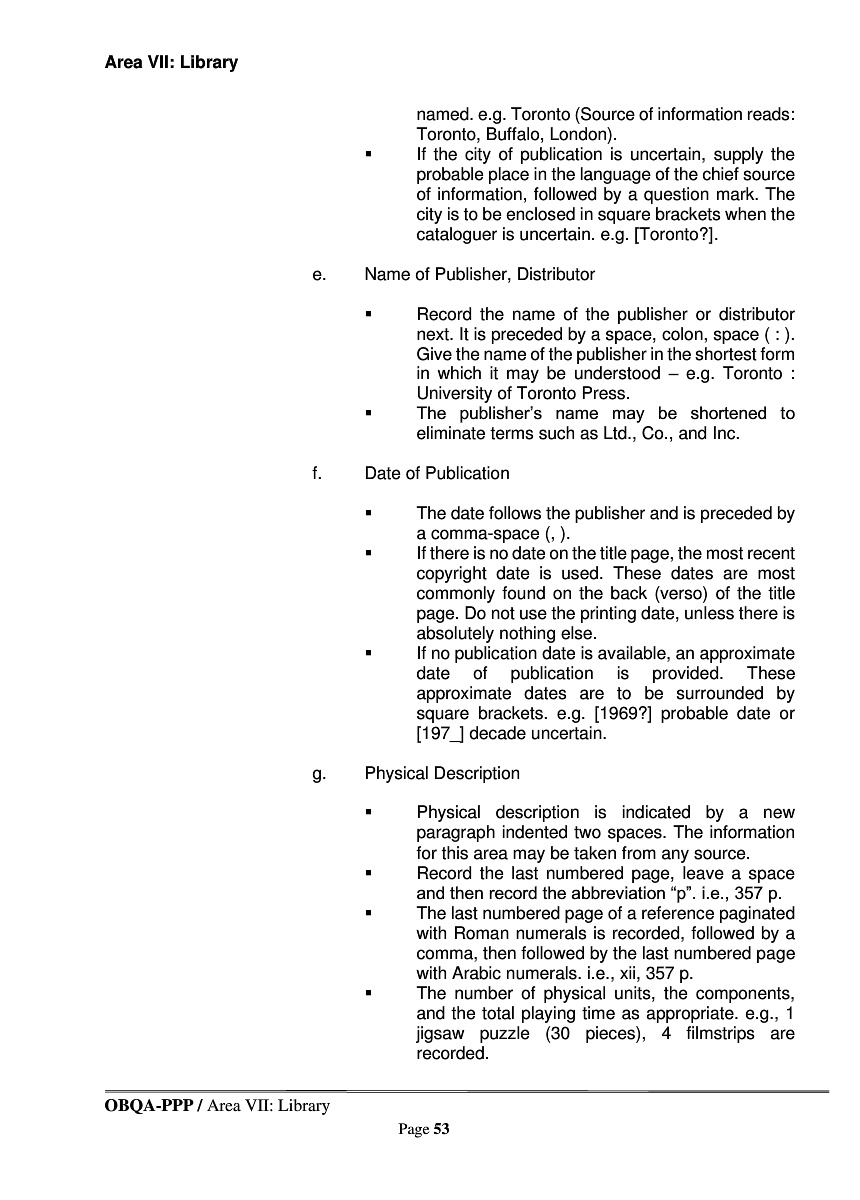 Area VII: Library
named. e.g. Toronto (Source of information reads:
Toronto, Buffalo, London).
▪ If the city of publication is uncertain, supply the
probable place in the language of the chief source
of information, followed by a question mark. The
city is to be enclosed in square brackets when the
cataloguer is uncertain. e.g. [Toronto?].
e. Name of Publisher, Distributor
▪ Record the name of the publisher or distributor
next. It is preceded by a space, colon, space ( : ).
Give the name of the publisher in the shortest form
in which it may be understood – e.g. Toronto :
University of Toronto Press.
▪ The publisher’s name may be shortened to
eliminate terms such as Ltd., Co., and Inc.
f. Date of Publication
▪ The date follows the publisher and is preceded by
a comma-space (, ).
▪ If there is no date on the title page, the most recent
copyright date is used. These dates are most
commonly found on the back (verso) of the title
page. Do not use the printing date, unless there is
absolutely nothing else.
▪ If no publication date is available, an approximate
date of publication is provided. These
approximate dates are to be surrounded by
square brackets. e.g. [1969?] probable date or
[197_] decade uncertain.
g. Physical Description
▪ Physical description is indicated by a new
paragraph indented two spaces. The information
for this area may be taken from any source.
▪ Record the last numbered page, leave a space
and then record the abbreviation “p”. i.e., 357 p.
▪ The last numbered page of a reference paginated
with Roman numerals is recorded, followed by a
comma, then followed by the last numbered page
with Arabic numerals. i.e., xii, 357 p.
▪ The number of physical units, the components,
and the total playing time as appropriate. e.g., 1
jigsaw puzzle (30 pieces), 4 filmstrips are
recorded.
OBQA-PPP / Area VII: Library
Page 53